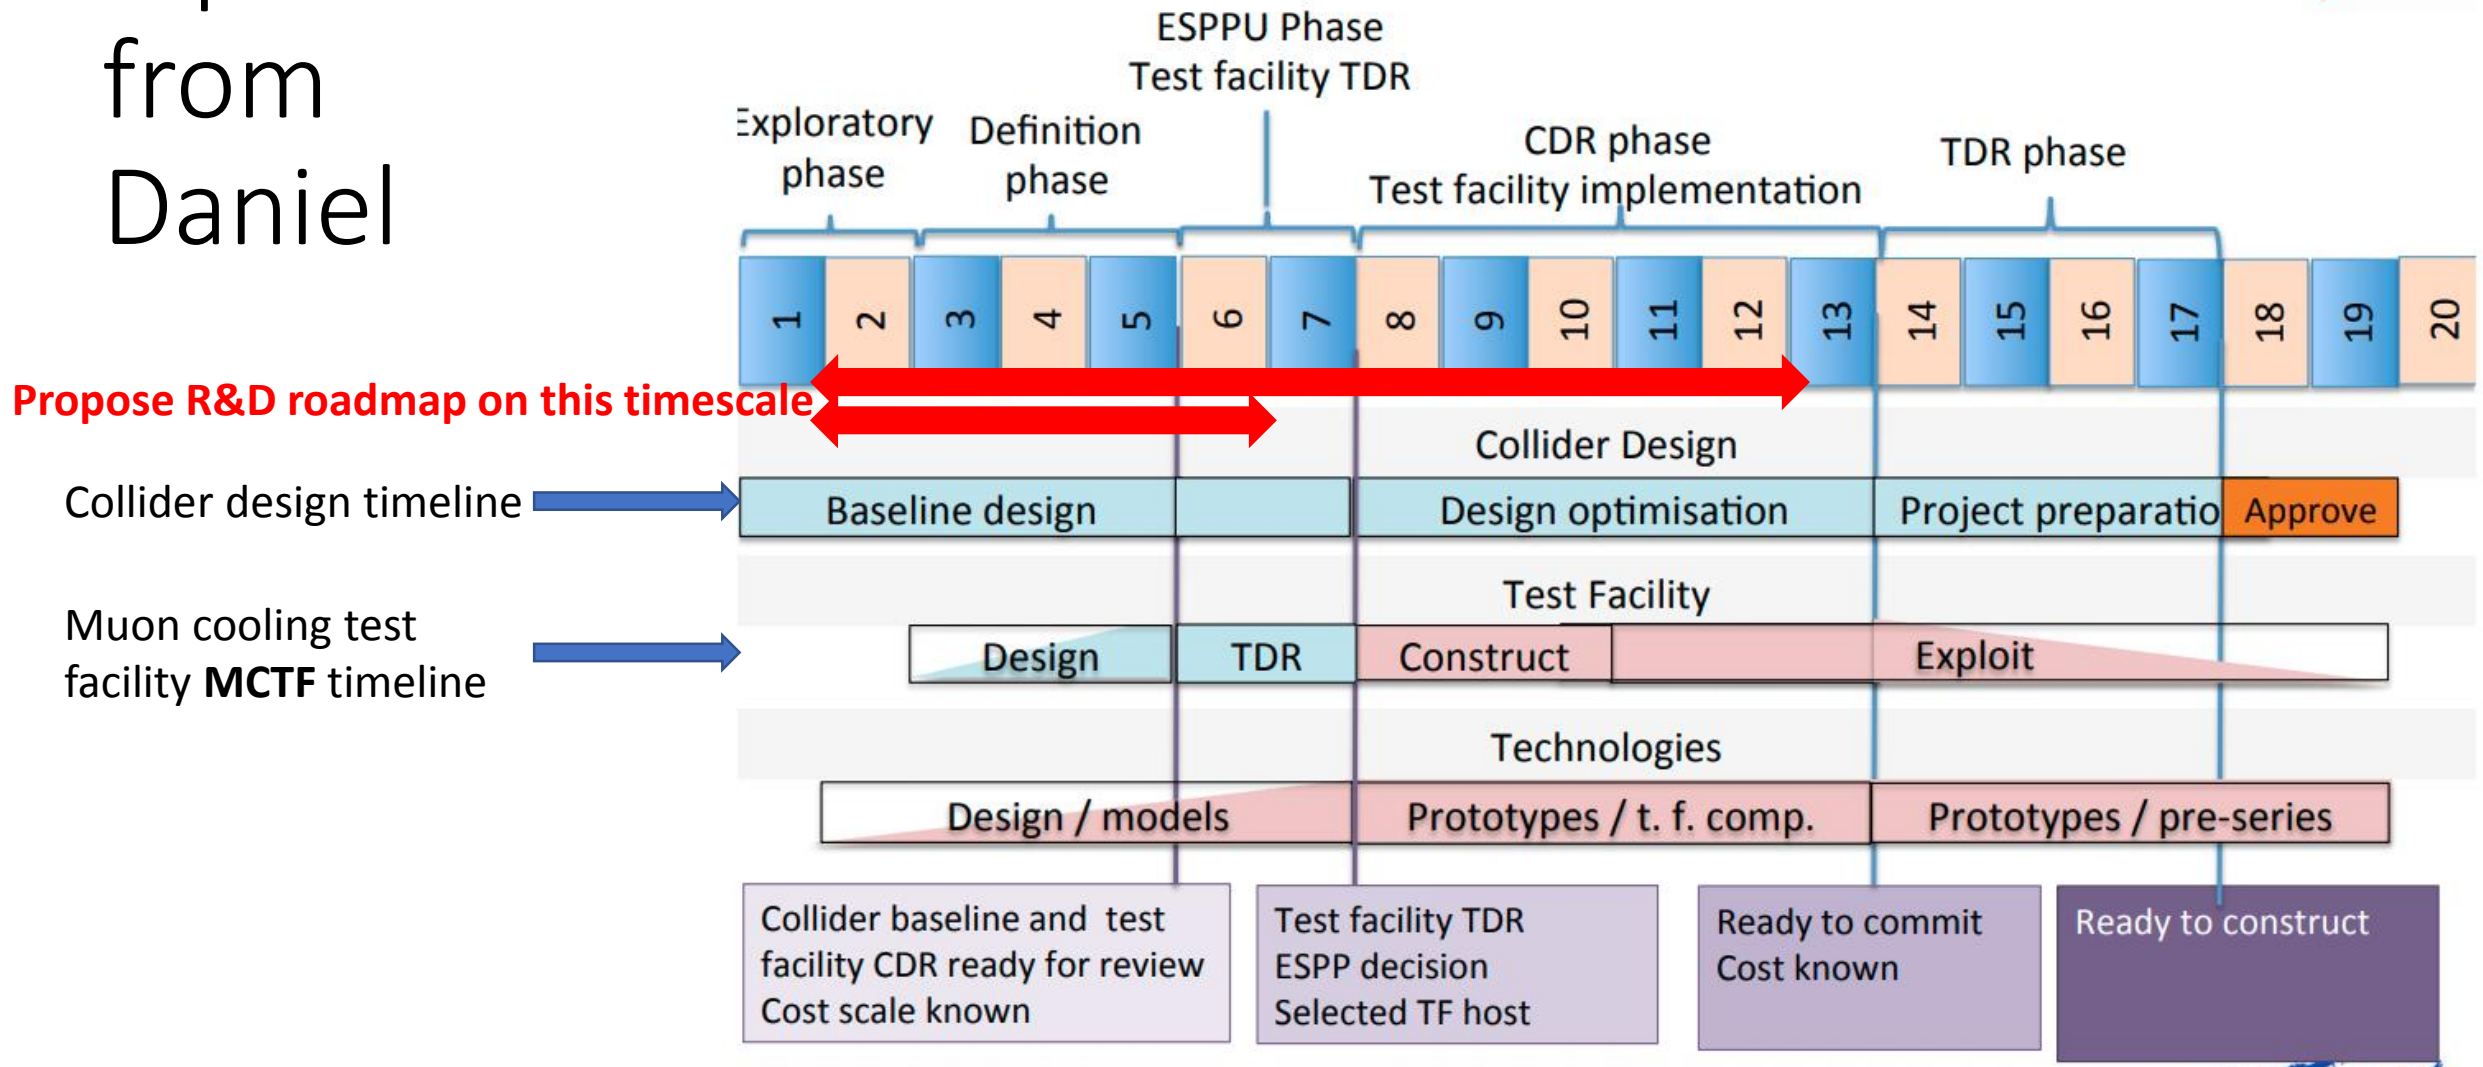 from
Daniel
ESPPU Phase
Test facility TDR
Exploratory
phase
Definition
phase
CDR phase
Test facility implementation
TDR phase
1 2 3 4 5 6 7 8 9 10 11 12 13 14 15 16 17 18 19 20
Propose R&D roadmap on this timescale
Collider Design
Collider design timeline
Baseline design
Design optimisation
Project preparatio
Approve
Test Facility
Muon cooling test
facility MCTF timeline
Design
TDR
Construct
Exploit
Technologies
Design / models
Prototypes / t. f. comp.
Prototypes / pre-series
Collider baseline and test
facility CDR ready for review
Cost scale known
Test facility TDR
ESPP decision
Selected TF host
Ready to commit
Cost known
Ready to construct